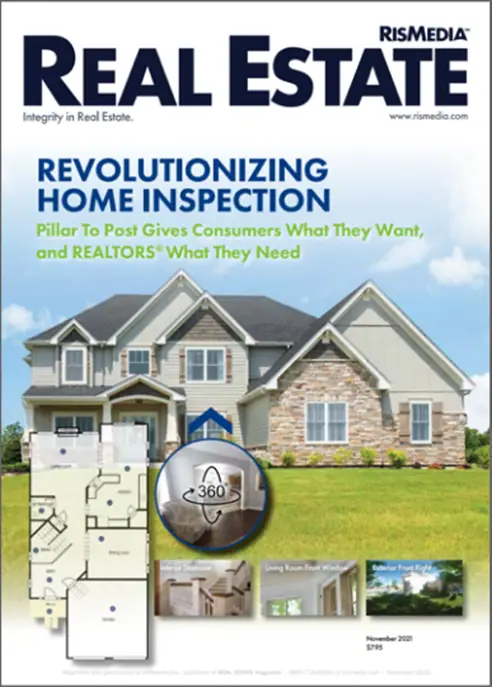 RISMEDIA™
REAL ESTATE
Integrity in Real Estate.
www.rismedia.com
REVOLUTIONIZING
HOME INSPECTION
Pillar To Post Gives Consumers What They Want,
and REALTORS® What They Need
360°
Interior Staircase
Living Room Front Window
Exterior Front Right
November 2021
$7.95